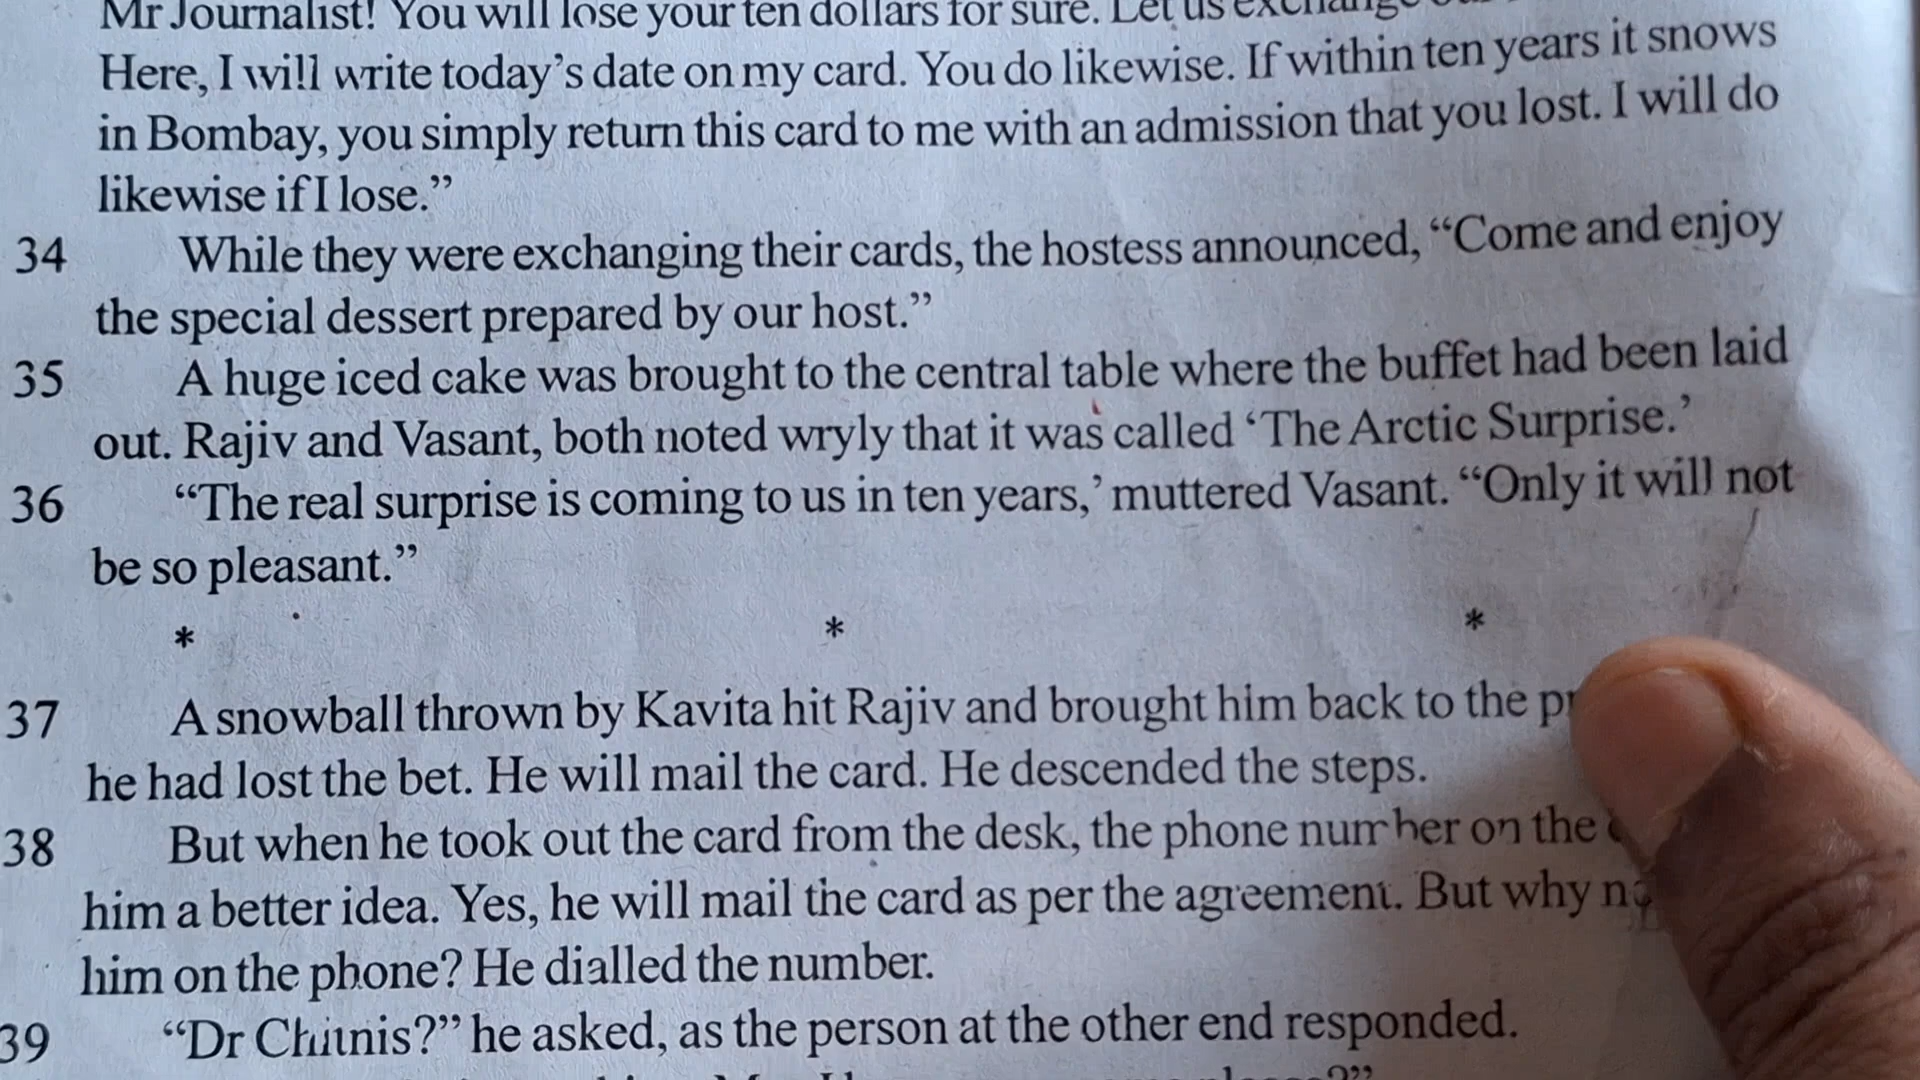 Mr Journalist! You will lose your ten dollars for sure. Let us exchange
Here, I will write today’s date on my card. You do likewise. If within ten years it snows
in Bombay, you simply return this card to me with an admission that you lost. I will do
likewise if I lose.”
34 While they were exchanging their cards, the hostess announced, “Come and enjoy
the special dessert prepared by our host.”
35 A huge iced cake was brought to the central table where the buffet had been laid
out. Rajiv and Vasant, both noted wryly that it was called ‘The Arctic Surprise.’
36 “The real surprise is coming to us in ten years,’ muttered Vasant. “Only it will not
be so pleasant.”
* * *
37 A snowball thrown by Kavita hit Rajiv and brought him back to the
he had lost the bet. He will mail the card. He descended the steps.
38 But when he took out the card from the desk, the phone number on the
him a better idea. Yes, he will mail the card as per the agreement. But why
him on the phone? He dialled the number.
39 “Dr Chitnis?” he asked, as the person at the other end responded.